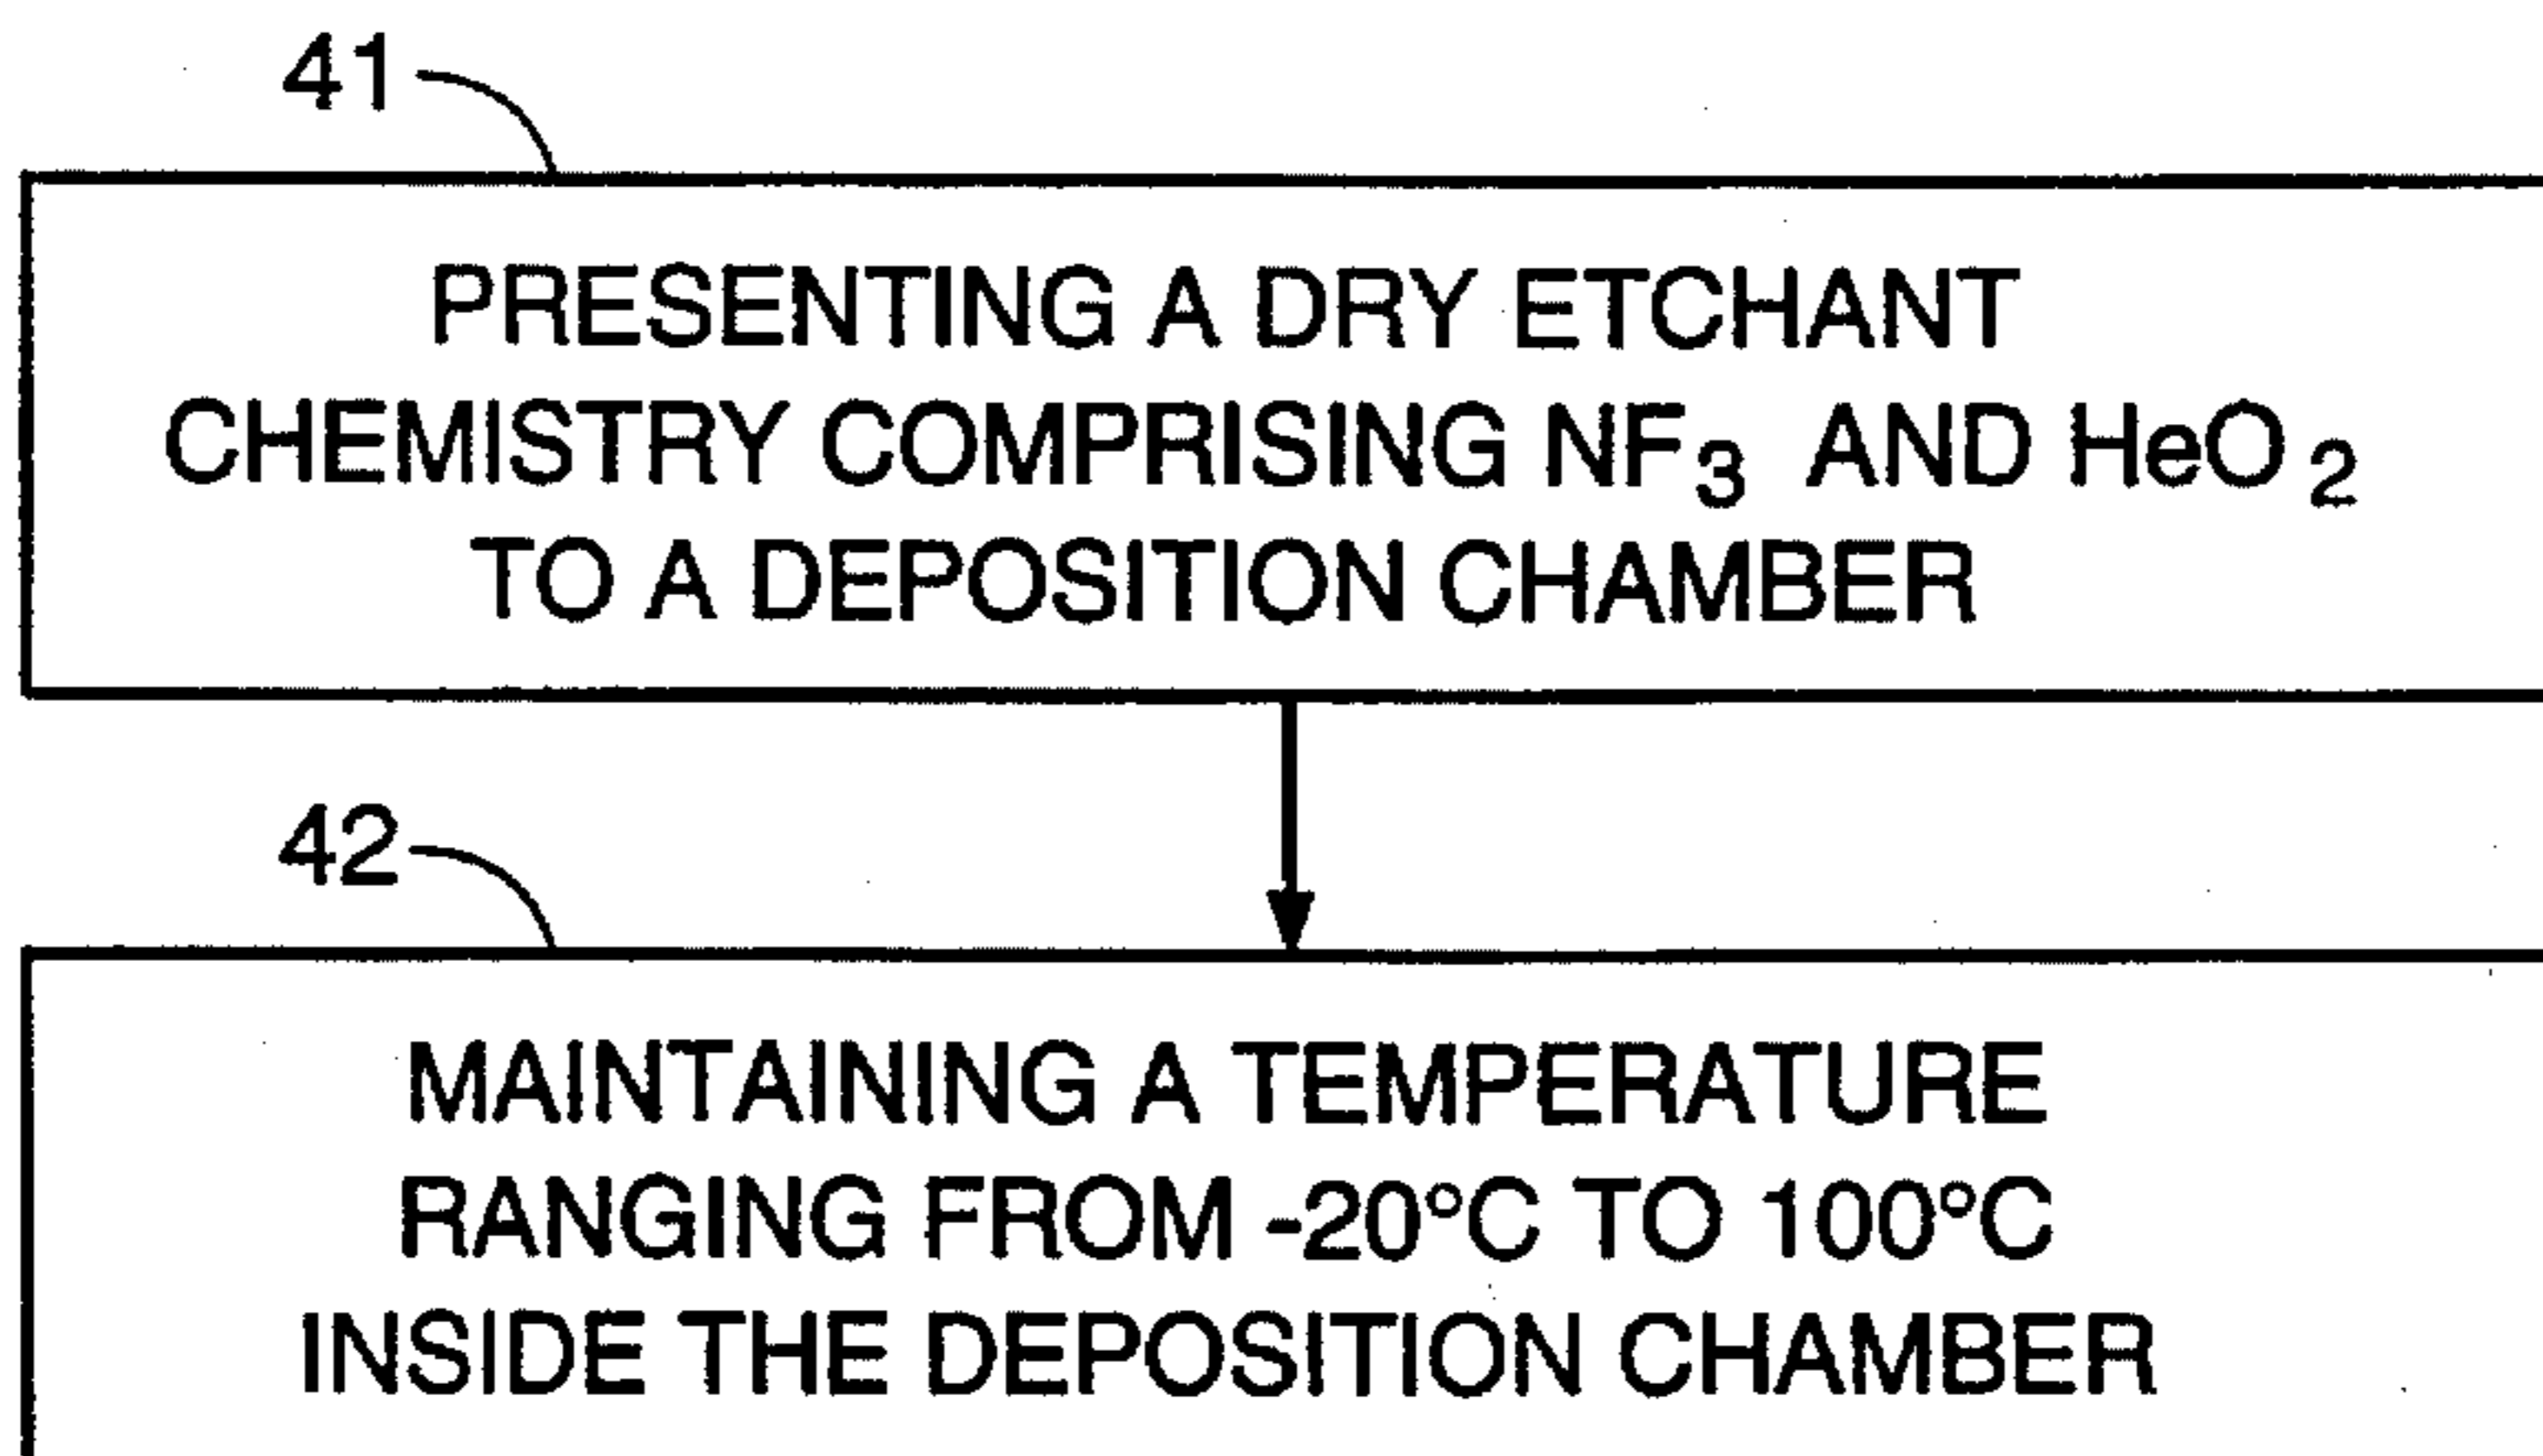 41
PRESENTING A DRY ETCHANT
CHEMISTRY COMPRISING NF₃ AND HeO₂
TO A DEPOSITION CHAMBER
42
MAINTAINING A TEMPERATURE
RANGING FROM -20°C TO 100°C
INSIDE THE DEPOSITION CHAMBER